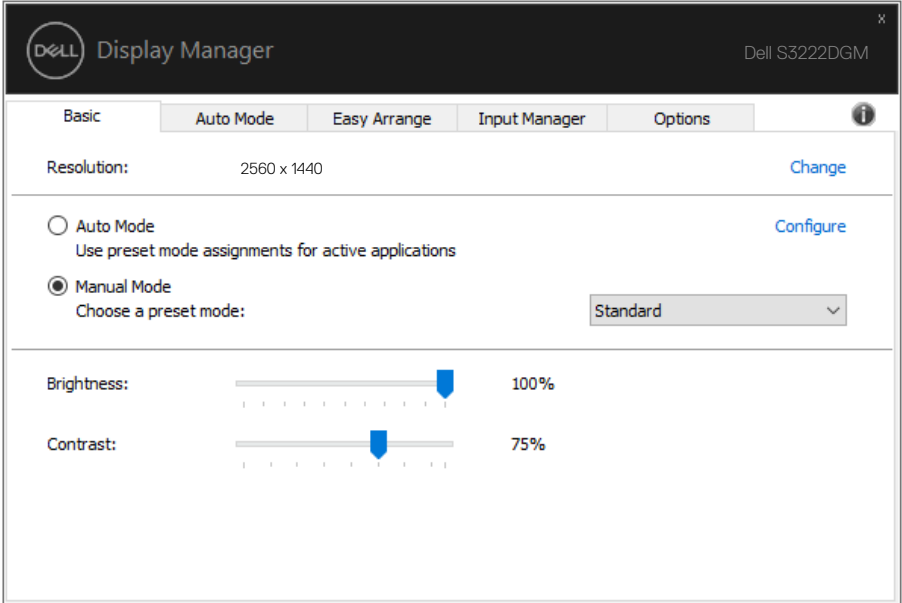 x
DELL Display Manager
Dell S3222DGM
Basic Auto Mode Easy Arrange Input Manager Options
Resolution: 2560 x 1440 Change
Auto Mode Configure
Use preset mode assignments for active applications
Manual Mode
Choose a preset mode: Standard
Brightness: 100%
Contrast: 75%